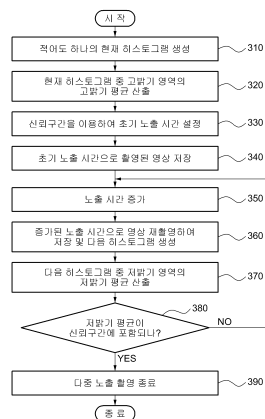 시 작
적어도 하나의 현재 히스토그램 생성
310
현재 히스토그램 중 고밝기 영역의
고밝기 평균 산출
320
신뢰구간을 이용하여 초기 노출 시간 설정
330
초기 노출 시간으로 촬영된 영상 저장
340
노출 시간 증가
350
증가된 노출 시간으로 영상 재촬영하여
저장 및 다음 히스토그램 생성
360
다음 히스토그램 중 저밝기 영역의
저밝기 평균 산출
370
380
저밝기 평균이
신뢰구간에 포함되나?
NO
YES
다중 노출 촬영 종료
390
종 료